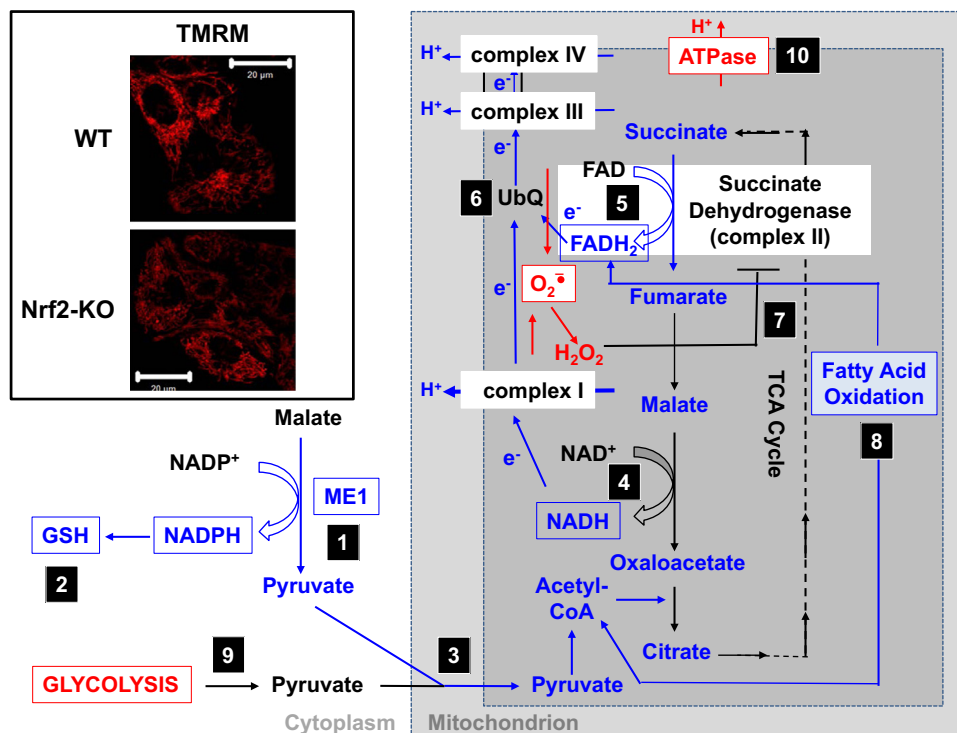 TMRM
20 μm
WT
Nrf2-KO
20 μm
H⁺
ATPase
10
H⁺
complex IV
e⁻
H⁺
complex III
e⁻
Succinate
FAD
6
UbQ
5
e⁻
FADH₂
Succinate
Dehydrogenase
(complex II)
O₂•̅
e⁻
Fumarate
7
H₂O₂
H⁺
complex I
Malate
Fatty Acid
Oxidation
8
TCA Cycle
e⁻
NAD⁺
4
NADH
Oxaloacetate
Acetyl-
CoA
Citrate
Pyruvate
Malate
NADP⁺
ME1
1
GSH
NADPH
2
Pyruvate
3
9
GLYCOLYSIS
Pyruvate
Cytoplasm
Mitochondrion